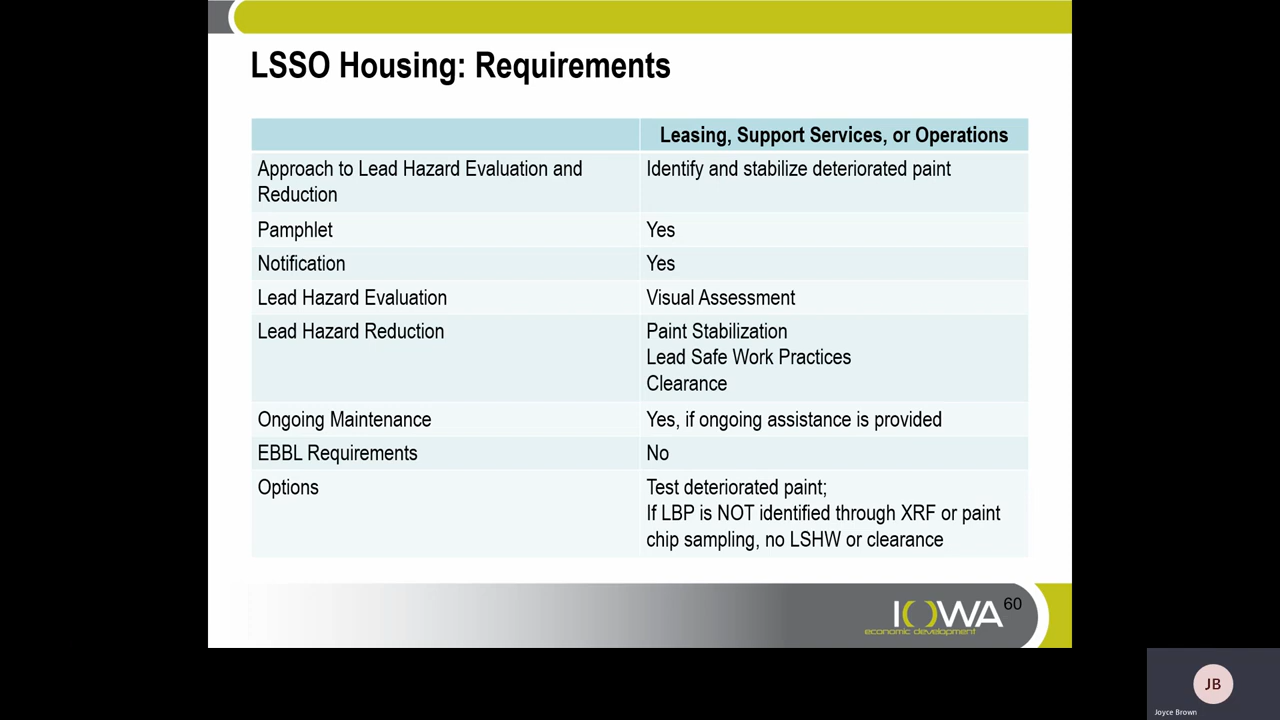 LSSO Housing: Requirements
Leasing, Support Services, or Operations
Approach to Lead Hazard Evaluation and
Reduction
Identify and stabilize deteriorated paint
Pamphlet
Yes
Notification
Yes
Lead Hazard Evaluation
Visual Assessment
Lead Hazard Reduction
Paint Stabilization
Lead Safe Work Practices
Clearance
Ongoing Maintenance
Yes, if ongoing assistance is provided
EBBL Requirements
No
Options
Test deteriorated paint;
If LBP is NOT identified through XRF or paint
chip sampling, no LSHW or clearance
IOWA
economic development
60
JB
Joyce Brown